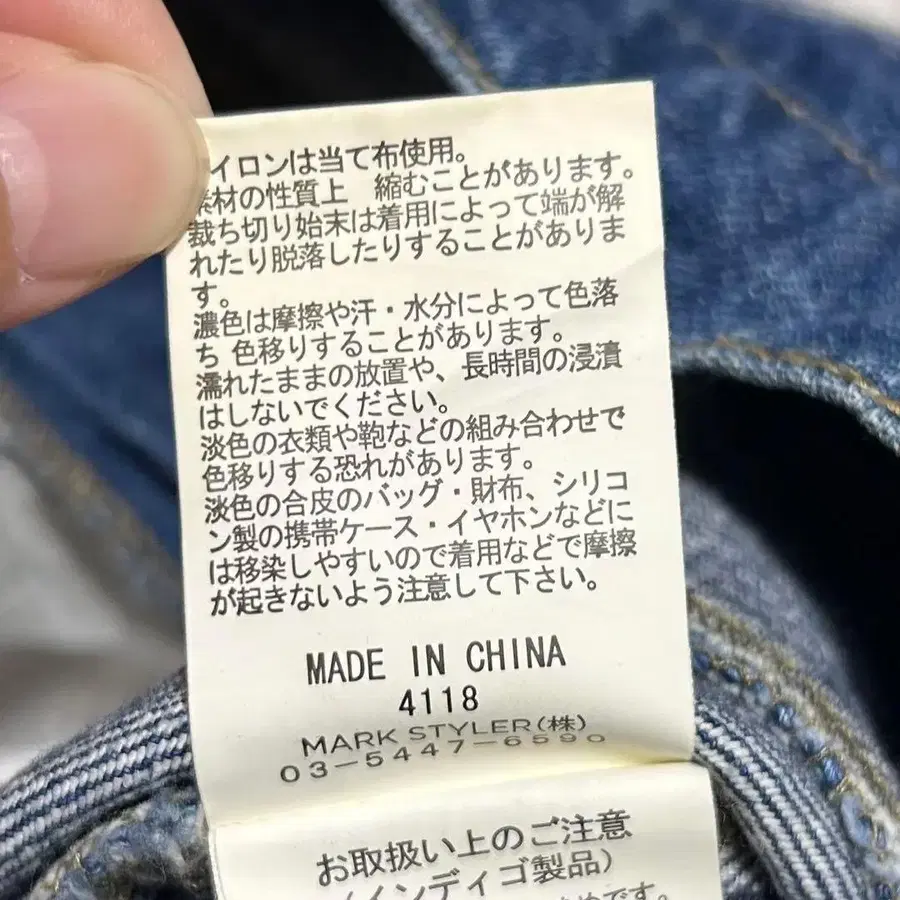 イロンは当て布使用。
素材の性質上 縮むことがあります。
裁ち切り始末は着用によって端が解
れたり脱落したりすることがありま
す。
濃色は摩擦や汗・水分によって色落
ち 色移りすることがあります。
濡れたままの放置や、長時間の浸漬
はしないでください。
淡色の衣類や鞄などの組み合わせで
色移りする恐れがあります。
淡色の合皮のバッグ・財布、シリコ
ン製の携帯ケース・イヤホンなどに
は移染しやすいので着用などで摩擦
が起きないよう注意して下さい。
MADE IN CHINA
4118
MARK STYLER(株)
03-5447-6590
お取扱い上のご注意
(インディゴ製品)
です。